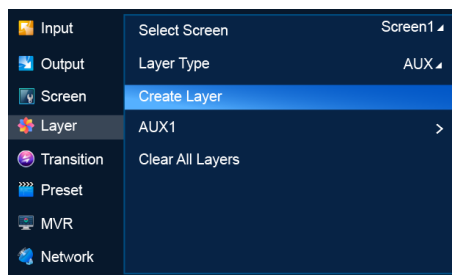 Input
Output
Screen
Layer
Transition
Preset
MVR
Network
Select Screen Screen1
Layer Type AUX
Create Layer
AUX1 >
Clear All Layers